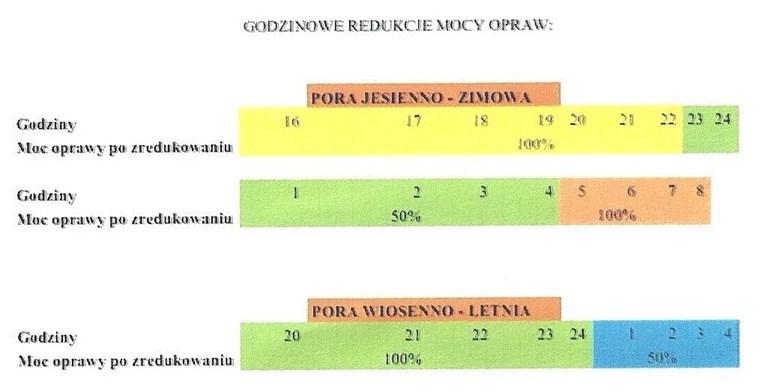 GODZINOWE REDUKCJE MOCY OPRAW:
PORA JESIENNO - ZIMOWA
Godziny 16 17 18 19 20 21 22 23 24
Moc oprawy po zredukowaniu 100%
Godziny 1 2 3 4 5 6 7 8
Moc oprawy po zredukowaniu 50% 100%
PORA WIOSENNO - LETNIA
Godziny 20 21 22 23 24 1 2 3 4
Moc oprawy po zredukowaniu 100% 50%